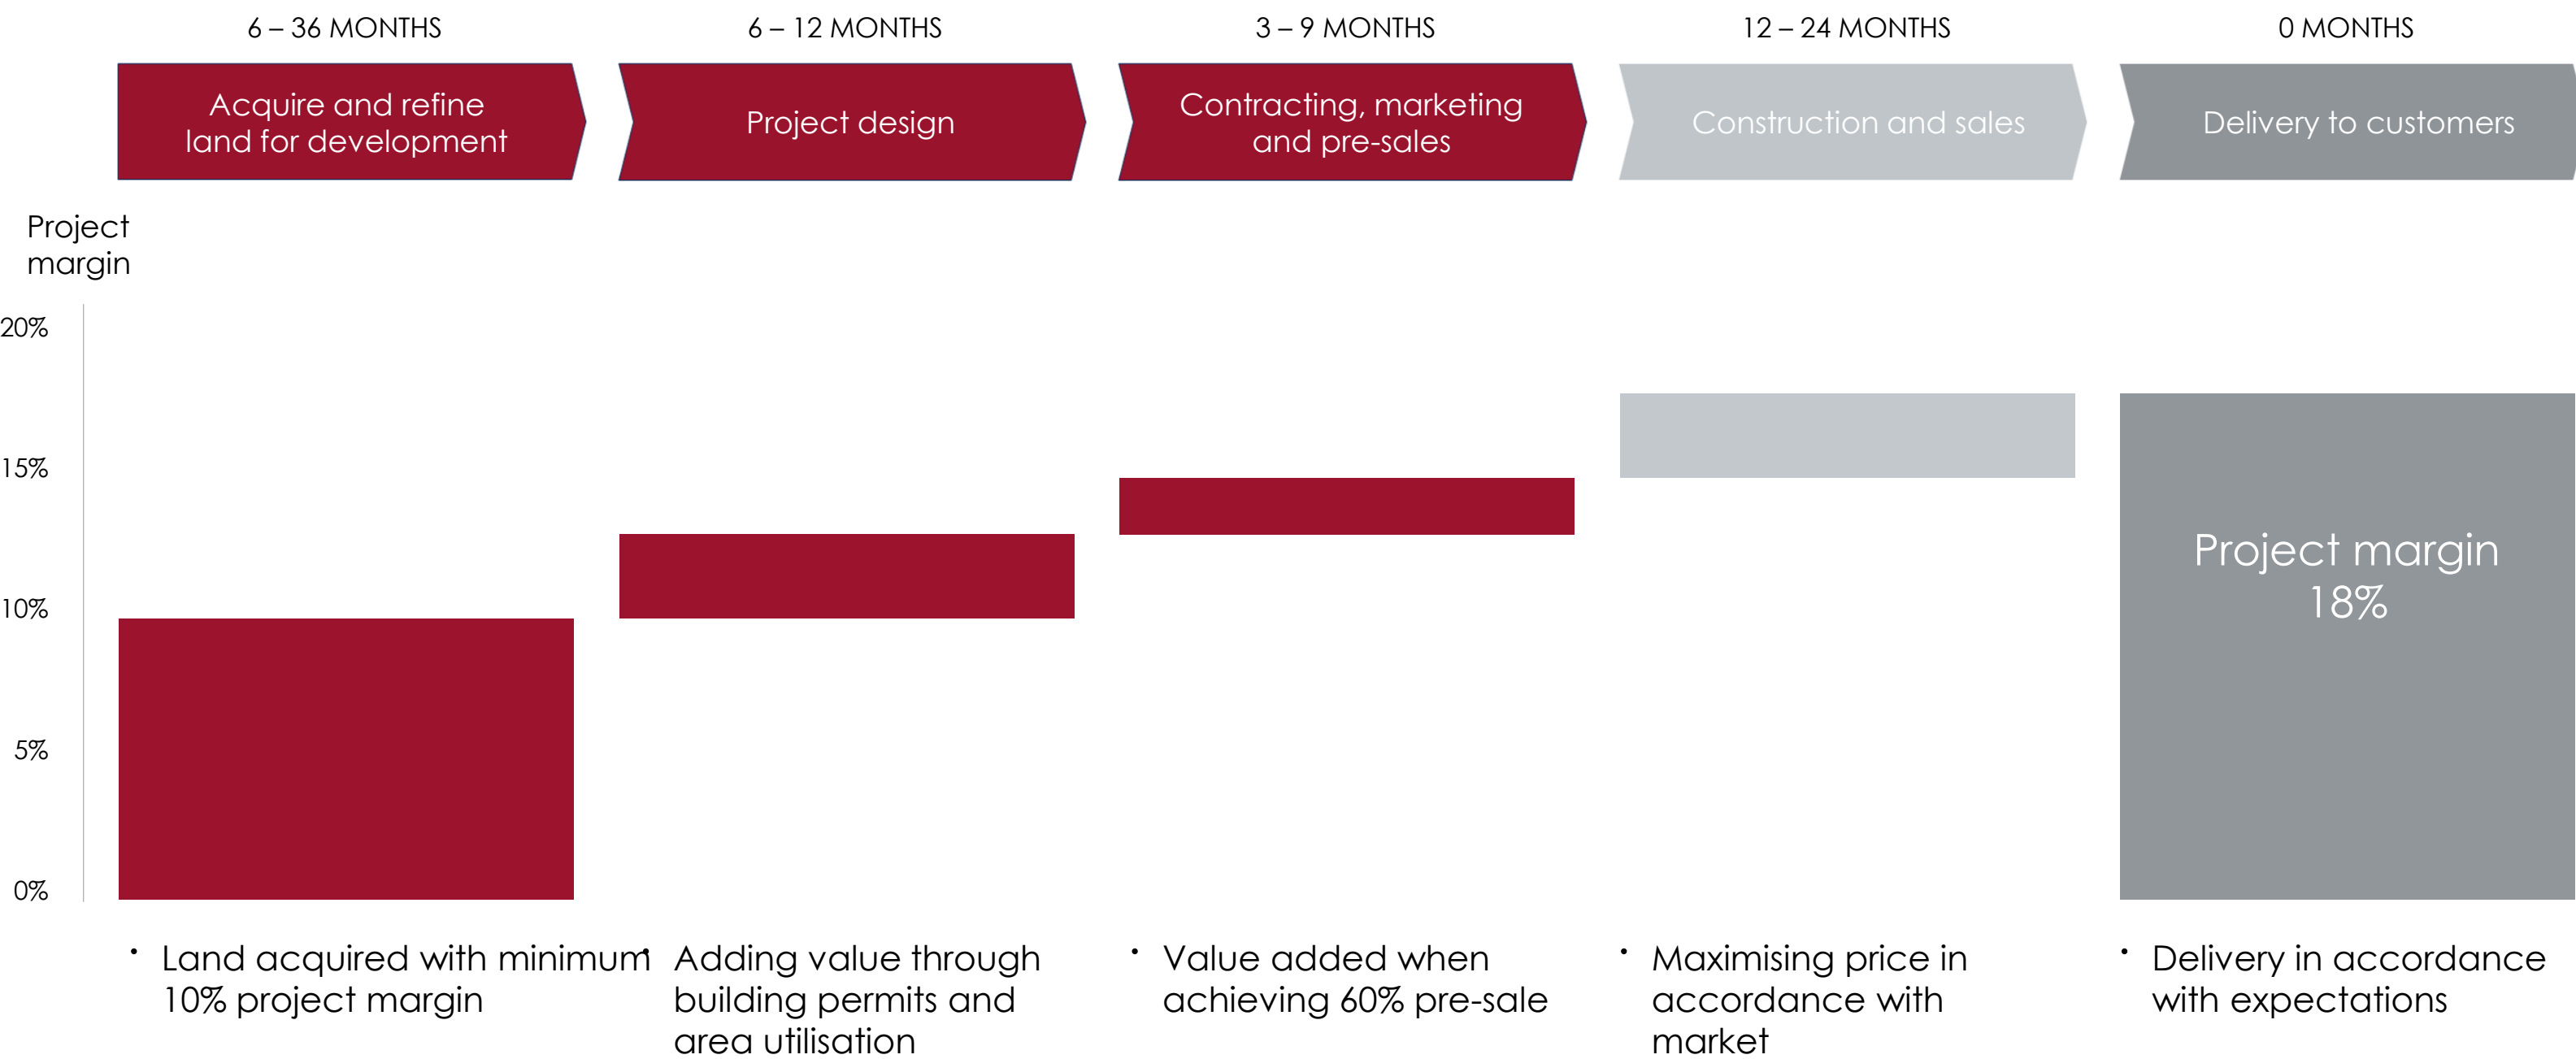 6 – 36 MONTHS
6 – 12 MONTHS
3 – 9 MONTHS
12 – 24 MONTHS
0 MONTHS
Acquire and refine
land for development
Project design
Contracting, marketing
and pre-sales
Construction and sales
Delivery to customers
Project
margin
20%
15%
10%
5%
0%
Project margin
18%
• Land acquired with minimum
10% project margin
• Adding value through
building permits and
area utilisation
• Value added when
achieving 60% pre-sale
• Maximising price in
accordance with
market
• Delivery in accordance
with expectations